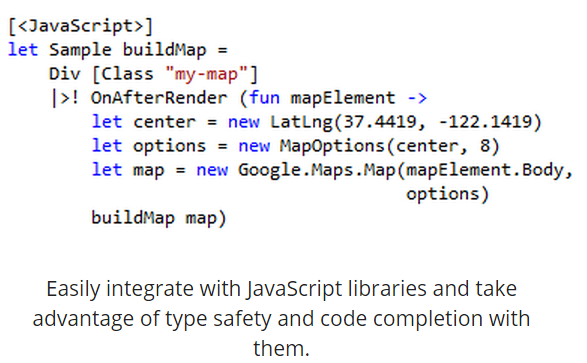 [<JavaScript>]
let Sample buildMap =
    Div [Class "my-map"]
    |>! OnAfterRender (fun mapElement ->
        let center = new LatLng(37.4419, -122.1419)
        let options = new MapOptions(center, 8)
        let map = new Google.Maps.Map(mapElement.Body,
                                      options)
        buildMap map)
Easily integrate with JavaScript libraries and take
advantage of type safety and code completion with
them.